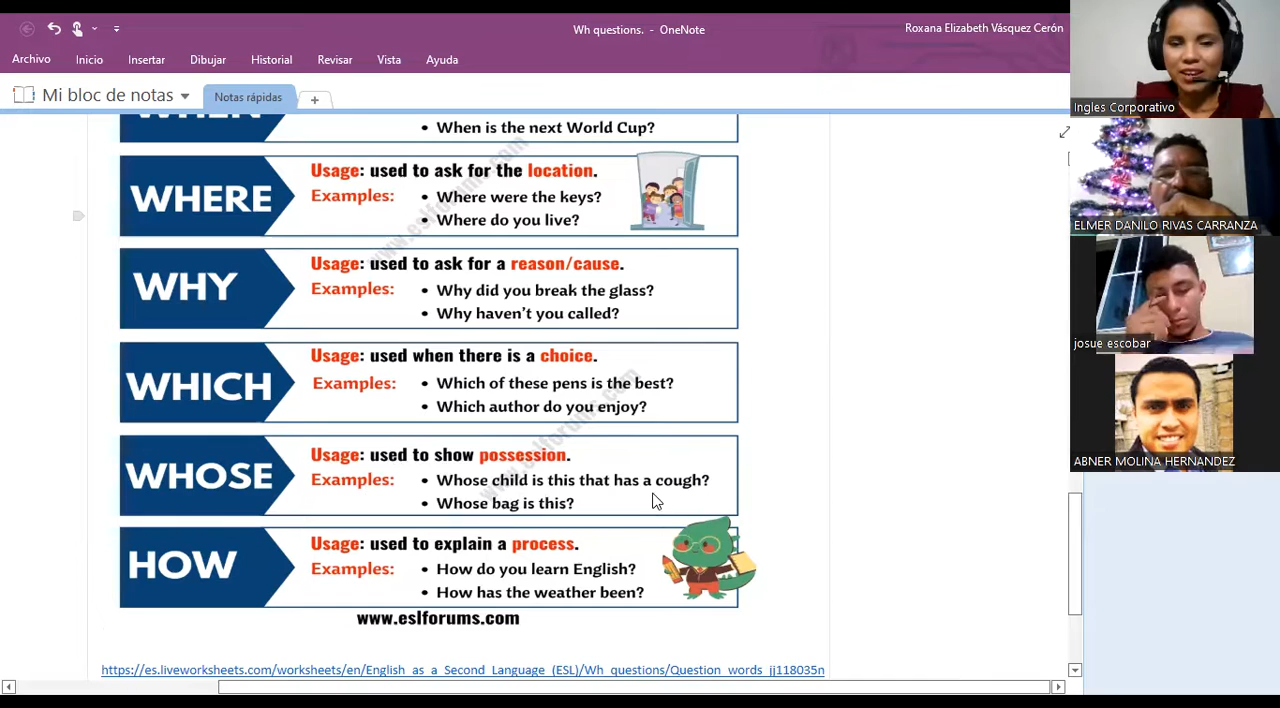 Wh questions. - OneNote
Roxana Elizabeth Vásquez Cerón
Archivo Inicio Insertar Dibujar Historial Revisar Vista Ayuda
Mi bloc de notas
Notas rápidas
WHEN
• When is the next World Cup?
WHERE
Usage: used to ask for the location.
Examples: • Where were the keys?
• Where do you live?
WHY
Usage: used to ask for a reason/cause.
Examples: • Why did you break the glass?
• Why haven't you called?
WHICH
Usage: used when there is a choice.
Examples: • Which of these pens is the best?
• Which author do you enjoy?
WHOSE
Usage: used to show possession.
Examples: • Whose child is this that has a cough?
• Whose bag is this?
HOW
Usage: used to explain a process.
Examples: • How do you learn English?
• How has the weather been?
www.eslforums.com
www.eslforums.com
www.eslforums.com
https://es.liveworksheets.com/worksheets/en/English_as_a_Second_Language_(ESL)/Wh_questions/Question_words_jj118035n
Ingles Corporativo
ELMER DANILO RIVAS CARRANZA
josue escobar
ABNER MOLINA HERNANDEZ